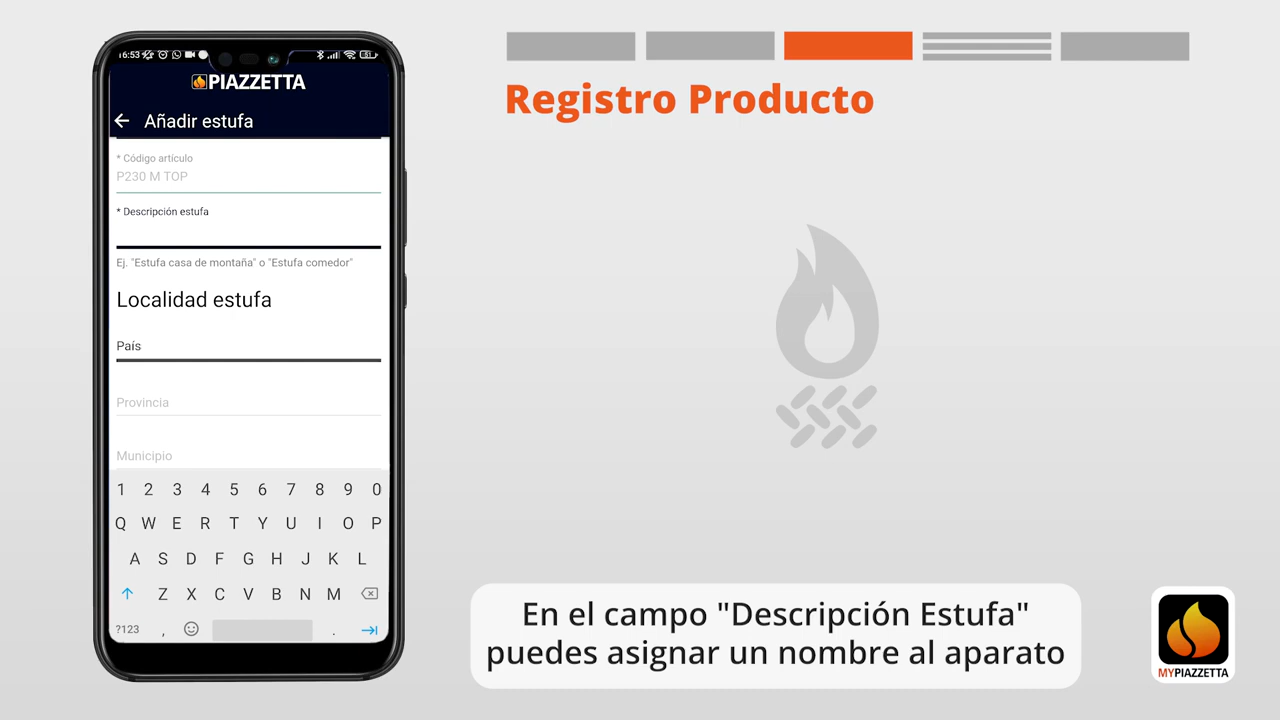 16:53
PIAZZETTA
Añadir estufa
* Código artículo
P230 M TOP
* Descripción estufa
Ej. "Estufa casa de montaña" o "Estufa comedor"
Localidad estufa
País
Provincia
Municipio
1 2 3 4 5 6 7 8 9 0
Q W E R T Y U I O P
A S D F G H J K L
Z X C V B N M
?123 , .
Registro Producto
En el campo "Descripción Estufa"
puedes asignar un nombre al aparato
MYPIAZZETTA